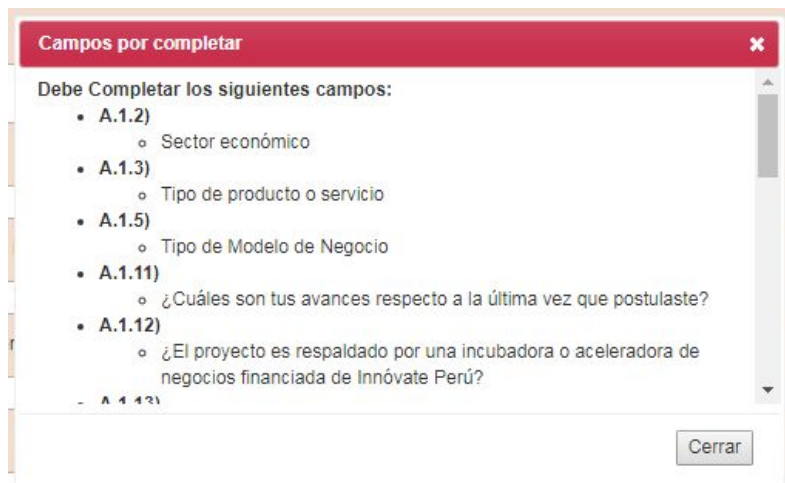 Campos por completar
Debe Completar los siguientes campos:
A.1.2)
Sector económico
A.1.3)
Tipo de producto o servicio
A.1.5)
Tipo de Modelo de Negocio
A.1.11)
¿Cuáles son tus avances respecto a la última vez que postulaste?
A.1.12)
¿El proyecto es respaldado por una incubadora o aceleradora de
negocios financiada de Innóvate Perú?
A.1.13)
Cerrar